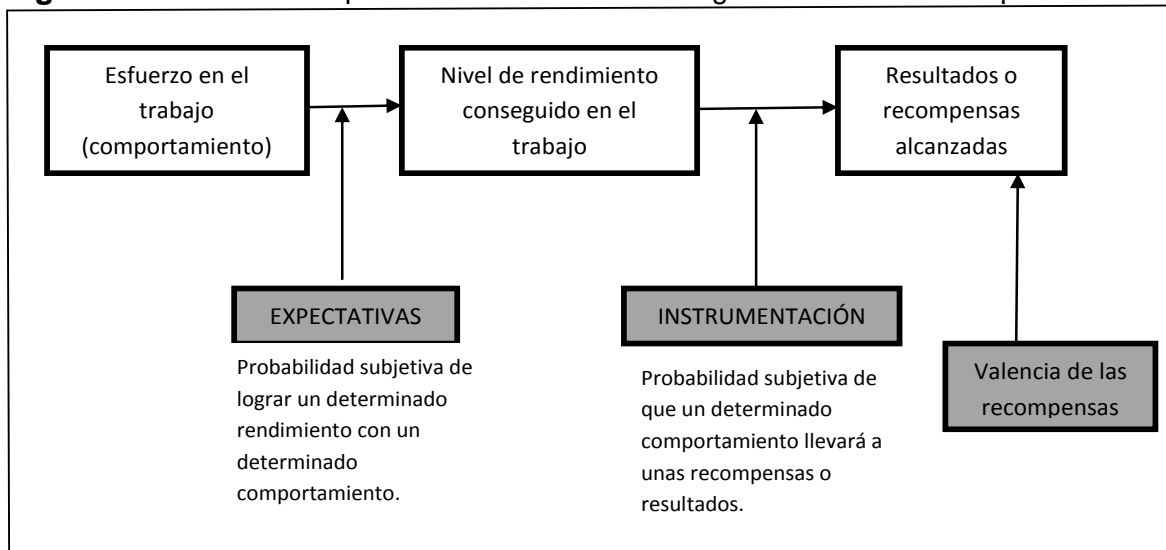 Esfuerzo en el
trabajo
(comportamiento)
Nivel de rendimiento
conseguido en el
trabajo
Resultados o
recompensas
alcanzadas
EXPECTATIVAS
Probabilidad subjetiva de
lograr un determinado
rendimiento con un
determinado
comportamiento.
INSTRUMENTACIÓN
Probabilidad subjetiva de
que un determinado
comportamiento llevará a
unas recompensas o
resultados.
Valencia de las
recompensas